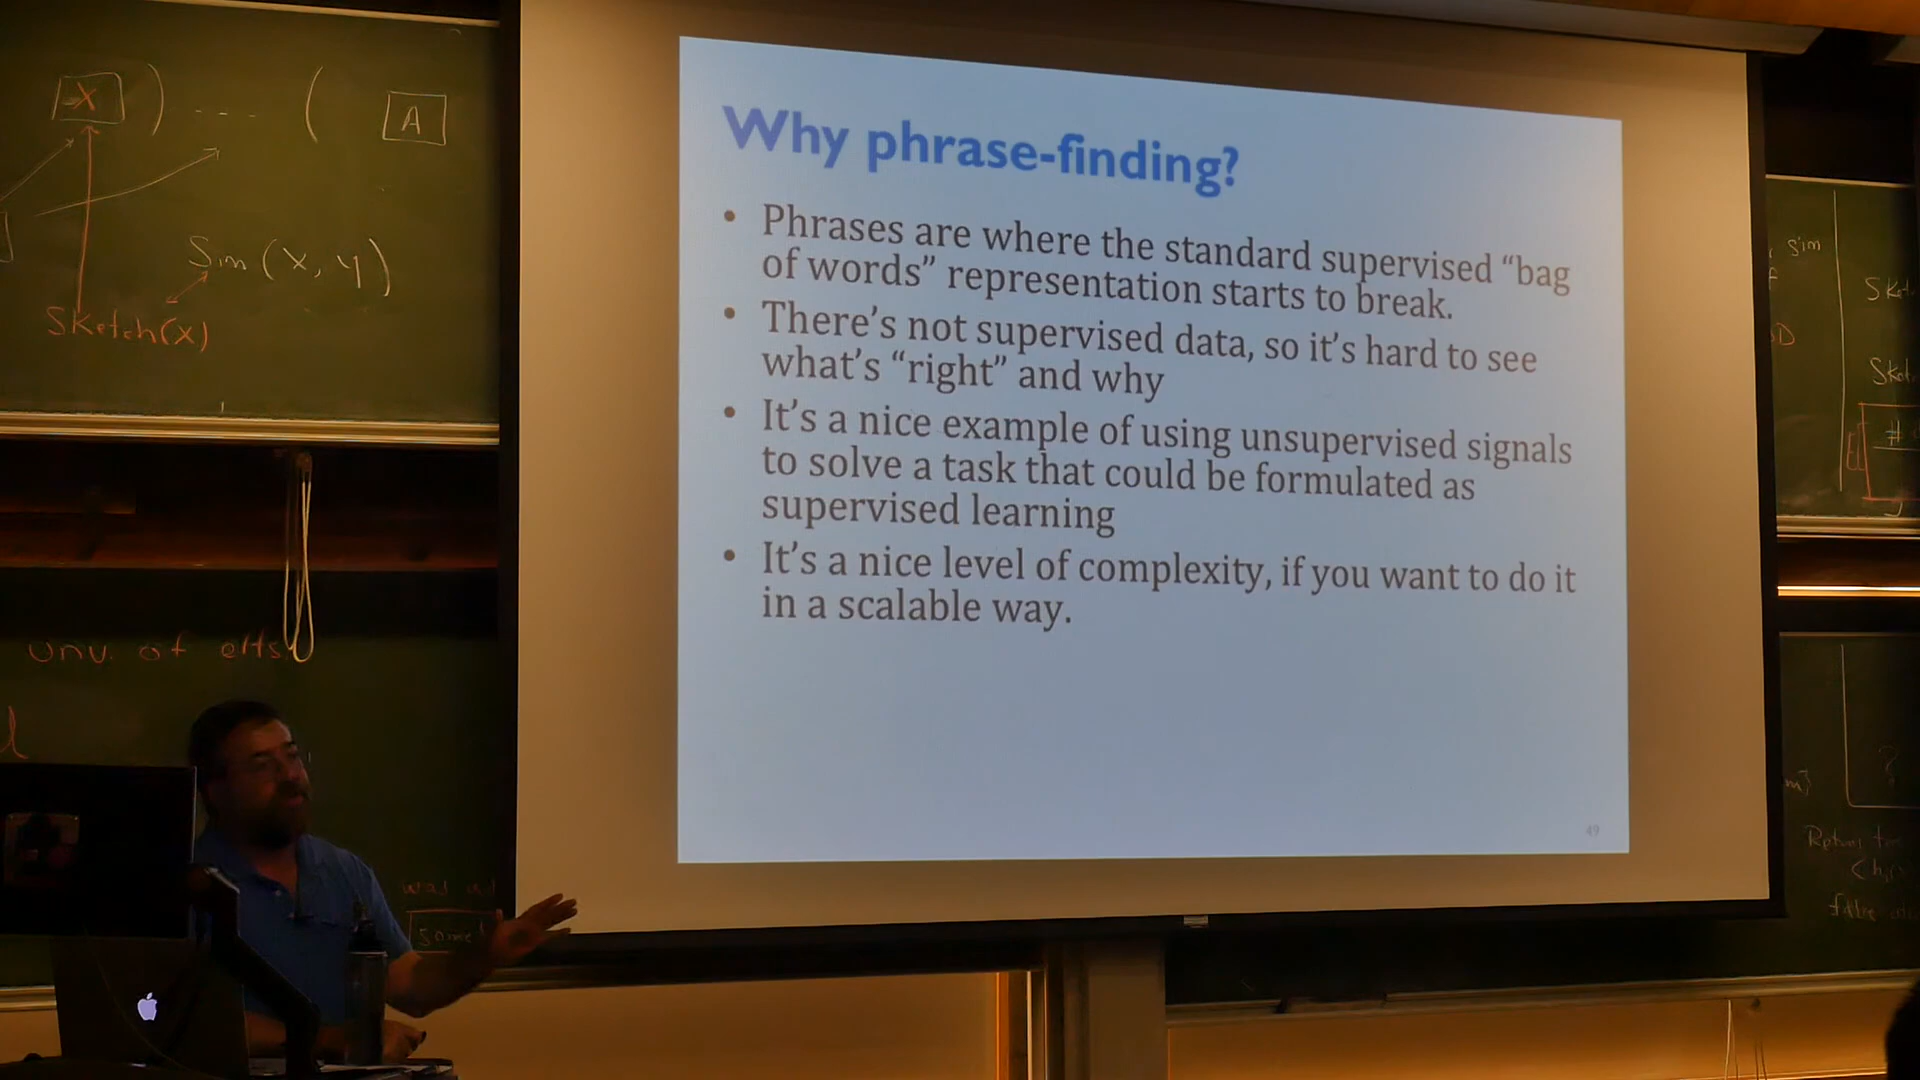 X
A
Sim (x, y)
Sketch(x)
Why phrase-finding?
• Phrases are where the standard supervised “bag
of words” representation starts to break.
• There’s not supervised data, so it’s hard to see
what’s “right” and why
• It’s a nice example of using unsupervised signals
to solve a task that could be formulated as
supervised learning
• It’s a nice level of complexity, if you want to do it
in a scalable way.
49
Sim
#
?
unv. of elts